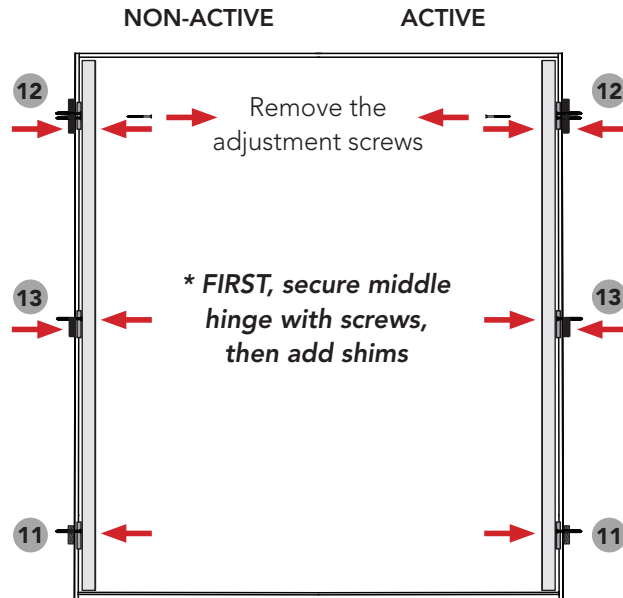 NON-ACTIVE ACTIVE
12 12
Remove the
adjustment screws
13 13
* FIRST, secure middle
hinge with screws,
then add shims
11 11